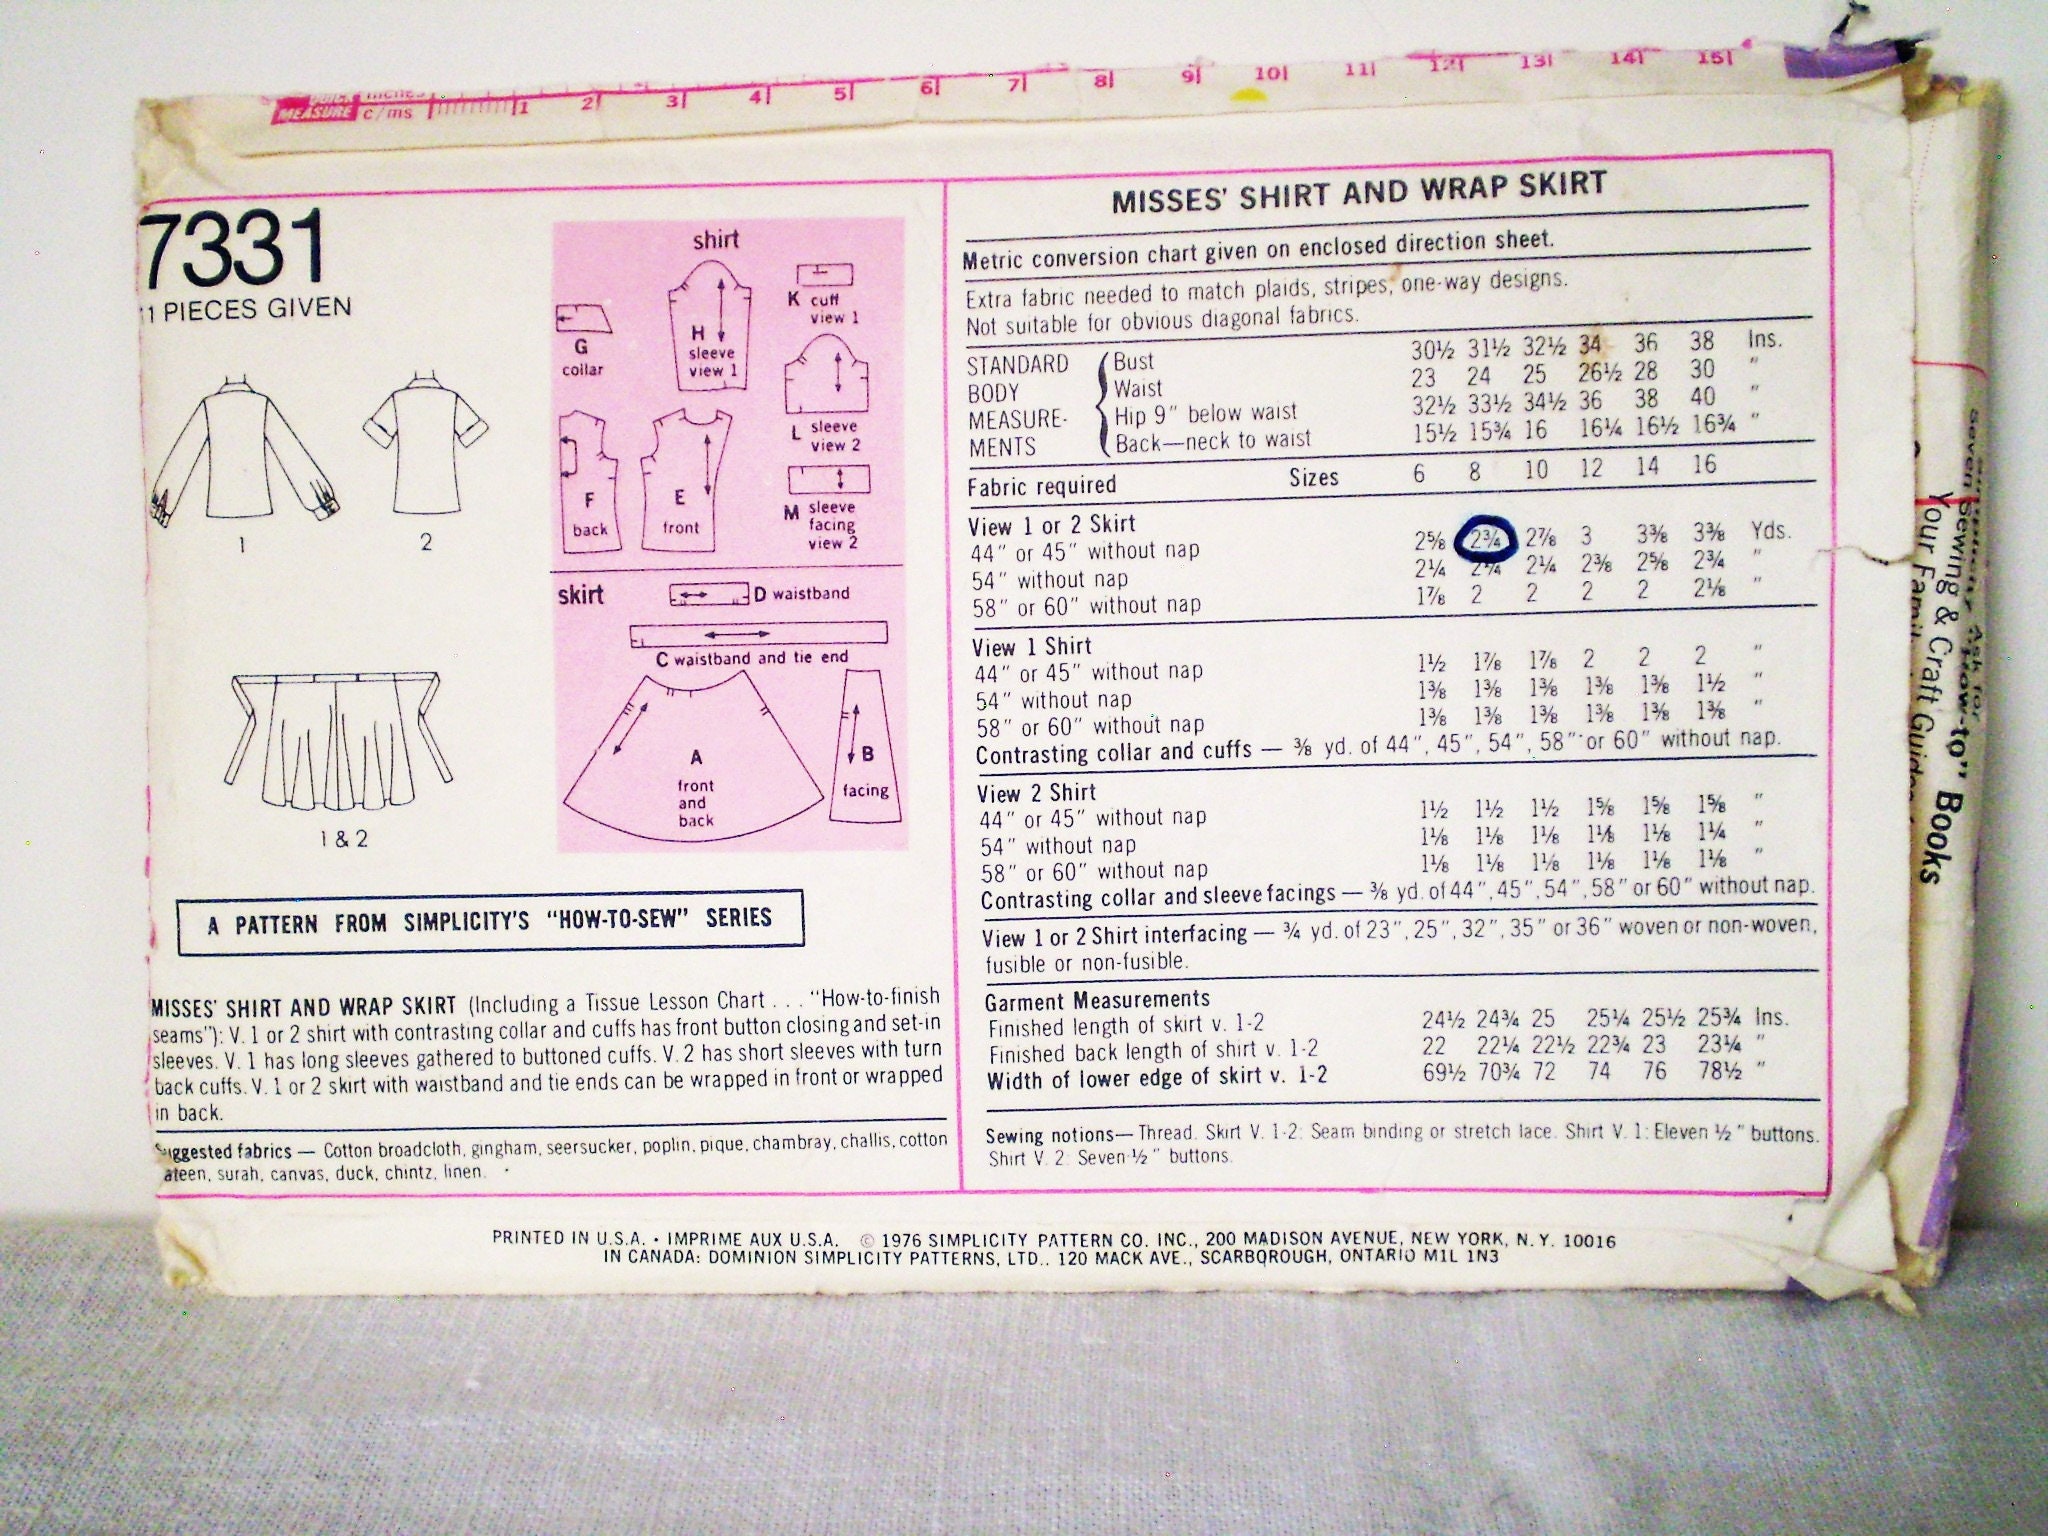 MEASURE inches
c/ms 1 2 3 4 5 6 7 8 9 10 11 12 13 14 15
7331
11 PIECES GIVEN
1
2
1 & 2
shirt
G
collar
H
sleeve
view 1
K cuff
view 1
L sleeve
view 2
F
back
E
front
M sleeve
facing
view 2
skirt
D waistband
C waistband and tie end
A
front
and
back
B
facing
A PATTERN FROM SIMPLICITY'S "HOW-TO-SEW" SERIES
MISSES' SHIRT AND WRAP SKIRT (Including a Tissue Lesson Chart . . . "How-to-finish
seams"): V. 1 or 2 shirt with contrasting collar and cuffs has front button closing and set-in
sleeves. V. 1 has long sleeves gathered to buttoned cuffs. V. 2 has short sleeves with turn
back cuffs. V. 1 or 2 skirt with waistband and tie ends can be wrapped in front or wrapped
in back.
Suggested fabrics — Cotton broadcloth, gingham, seersucker, poplin, pique, chambray, challis, cotton
ateen, surah, canvas, duck, chintz, linen.
MISSES' SHIRT AND WRAP SKIRT
Metric conversion chart given on enclosed direction sheet.
Extra fabric needed to match plaids, stripes, one-way designs.
Not suitable for obvious diagonal fabrics.
STANDARD BODY MEASURE-MENTS
Bust 30½ 31½ 32½ 34 36 38 Ins.
Waist 23 24 25 26½ 28 30 "
Hip 9" below waist 32½ 33½ 34½ 36 38 40 "
Back—neck to waist 15½ 15¾ 16 16¼ 16½ 16¾ "
Fabric required Sizes 6 8 10 12 14 16
View 1 or 2 Skirt
44" or 45" without nap 2⅝ 2¾ 2⅞ 3 3⅜ 3⅜ Yds.
54" without nap 2¼ 2¼ 2¼ 2⅜ 2⅝ 2¾ "
58" or 60" without nap 1⅞ 2 2 2 2 2⅛ "
View 1 Shirt
44" or 45" without nap 1½ 1⅞ 1⅞ 2 2 2 "
54" without nap 1⅜ 1⅜ 1⅜ 1⅜ 1⅜ 1½ "
58" or 60" without nap 1⅜ 1⅜ 1⅜ 1⅜ 1⅜ 1⅜ "
Contrasting collar and cuffs — ⅜ yd. of 44", 45", 54", 58" or 60" without nap.
View 2 Shirt
44" or 45" without nap 1½ 1½ 1½ 1⅝ 1⅝ 1⅝ "
54" without nap 1⅛ 1⅛ 1⅛ 1⅛ 1⅛ 1¼ "
58" or 60" without nap 1⅛ 1⅛ 1⅛ 1⅛ 1⅛ 1⅛ "
Contrasting collar and sleeve facings — ⅜ yd. of 44", 45", 54", 58" or 60" without nap.
View 1 or 2 Shirt interfacing — ¾ yd. of 23", 25", 32", 35" or 36" woven or non-woven,
fusible or non-fusible.
Garment Measurements
Finished length of skirt v. 1-2 24½ 24¾ 25 25¼ 25½ 25¾ Ins.
Finished back length of shirt v. 1-2 22 22¼ 22½ 22¾ 23 23¼ "
Width of lower edge of skirt v. 1-2 69½ 70¾ 72 74 76 78½ "
Sewing notions— Thread. Skirt V. 1-2: Seam binding or stretch lace. Shirt V. 1: Eleven ½" buttons.
Shirt V. 2: Seven ½" buttons.
PRINTED IN U.S.A. • IMPRIME AUX U.S.A. © 1976 SIMPLICITY PATTERN CO. INC., 200 MADISON AVENUE, NEW YORK, N.Y. 10016
IN CANADA: DOMINION SIMPLICITY PATTERNS, LTD., 120 MACK AVE., SCARBOROUGH, ONTARIO M1L 1N3
Ask for
"How-to" Books
Sewing & Craft
Your Guide